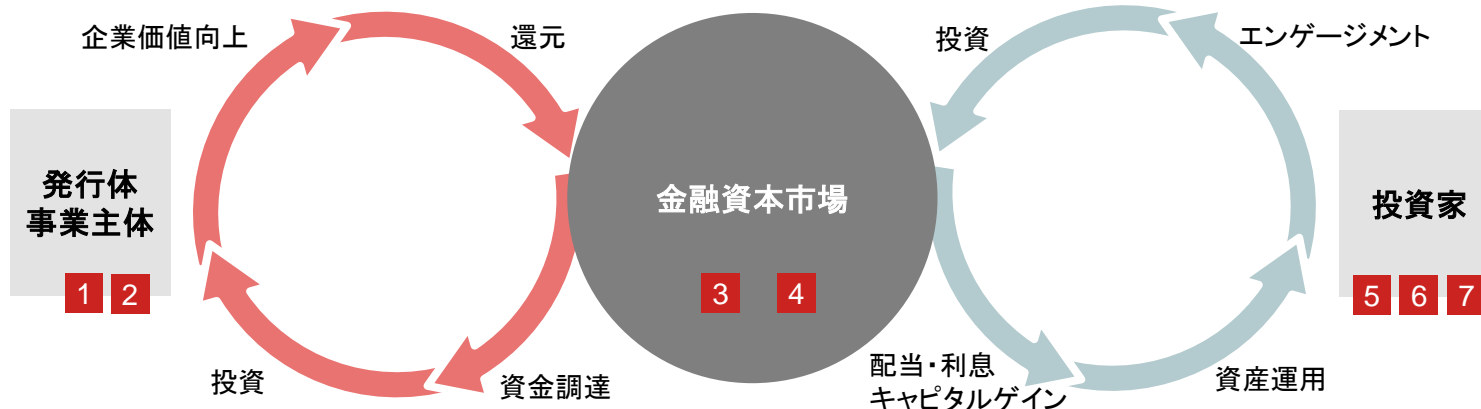 企業価値向上
還元
投資
エンゲージメント
発行体
事業主体
金融資本市場
投資家
1 2
3 4
5 6 7
投資
資金調達
配当・利息
キャピタルゲイン
資産運用